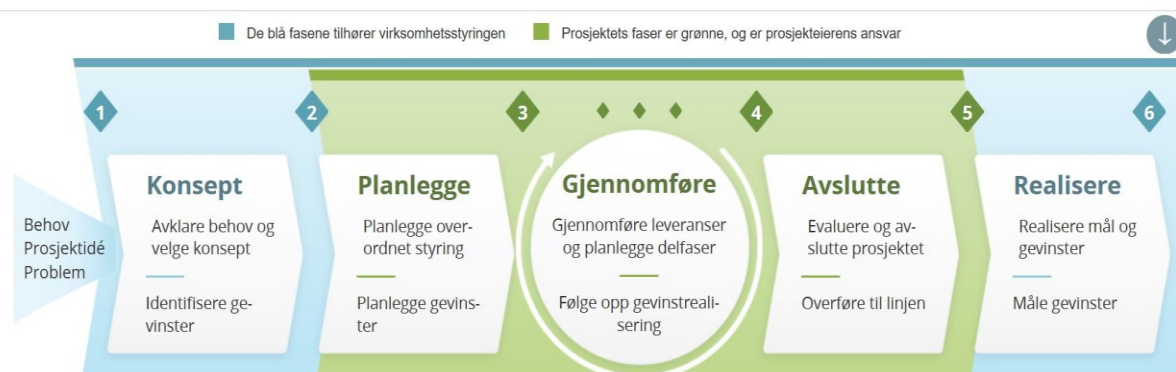 De blå fasene tilhører virksomhetsstyringen
Prosjektets faser er grønne, og er prosjekteierens ansvar
1
2
3
4
5
6
Behov
Prosjektidé
Problem
Konsept
Avklare behov og
velge konsept
Identifisere ge-
vinster
Planlegge
Planlegge over-
ordnet styring
Planlegge gevins-
ter
Gjennomføre
Gjennomføre leveranser
og planlegge delfaser
Følge opp gevinstreali-
sering
Avslutte
Evaluere og av-
slutte prosjektet
Overføre til linjen
Realisere
Realisere mål og
gevinster
Måle gevinster